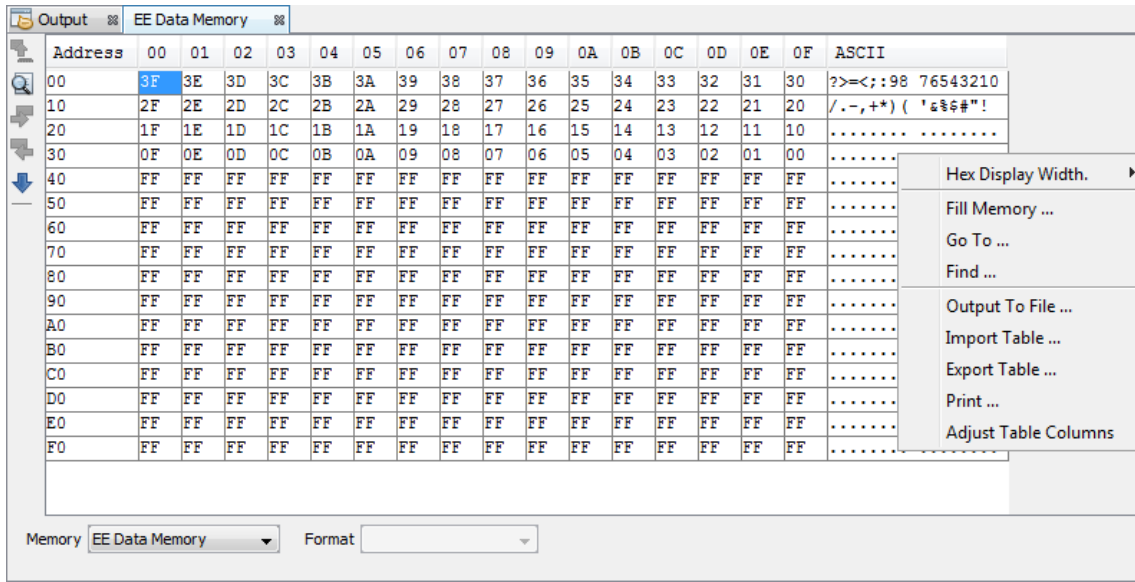 Output EE Data Memory
Address 00 01 02 03 04 05 06 07 08 09 0A 0B 0C 0D 0E 0F ASCII
00 3F 3E 3D 3C 3B 3A 39 38 37 36 35 34 33 32 31 30 ?>=<;:98 76543210
10 2F 2E 2D 2C 2B 2A 29 28 27 26 25 24 23 22 21 20 /.-,+*)( '&%$#"!
20 1F 1E 1D 1C 1B 1A 19 18 17 16 15 14 13 12 11 10 ........ ........
30 0F 0E 0D 0C 0B 0A 09 08 07 06 05 04 03 02 01 00 .......
40 FF FF FF FF FF FF FF FF FF FF FF FF FF FF FF FF .......
50 FF FF FF FF FF FF FF FF FF FF FF FF FF FF FF FF .......
60 FF FF FF FF FF FF FF FF FF FF FF FF FF FF FF FF .......
70 FF FF FF FF FF FF FF FF FF FF FF FF FF FF FF FF .......
80 FF FF FF FF FF FF FF FF FF FF FF FF FF FF FF FF .......
90 FF FF FF FF FF FF FF FF FF FF FF FF FF FF FF FF .......
A0 FF FF FF FF FF FF FF FF FF FF FF FF FF FF FF FF .......
B0 FF FF FF FF FF FF FF FF FF FF FF FF FF FF FF FF .......
C0 FF FF FF FF FF FF FF FF FF FF FF FF FF FF FF FF .......
D0 FF FF FF FF FF FF FF FF FF FF FF FF FF FF FF FF .......
E0 FF FF FF FF FF FF FF FF FF FF FF FF FF FF FF FF .......
F0 FF FF FF FF FF FF FF FF FF FF FF FF FF FF FF FF ........ ........
Hex Display Width.
Fill Memory ...
Go To ...
Find ...
Output To File ...
Import Table ...
Export Table ...
Print ...
Adjust Table Columns
Memory EE Data Memory Format